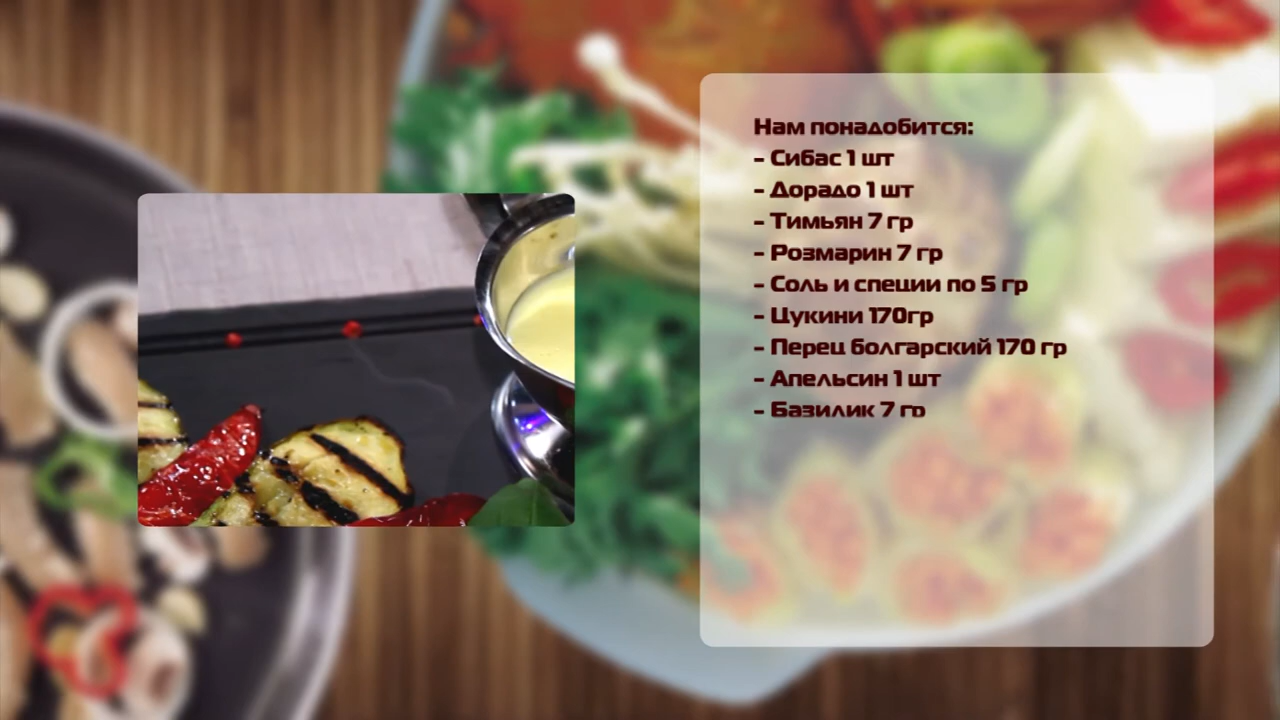 Нам понадобится:
- Сибас 1 шт
- Дорадо 1 шт
- Тимьян 7 гр
- Розмарин 7 гр
- Соль и специи по 5 гр
- Цукини 170гр
- Перец болгарский 170 гр
- Апельсин 1 шт
- Базилик 7 гр